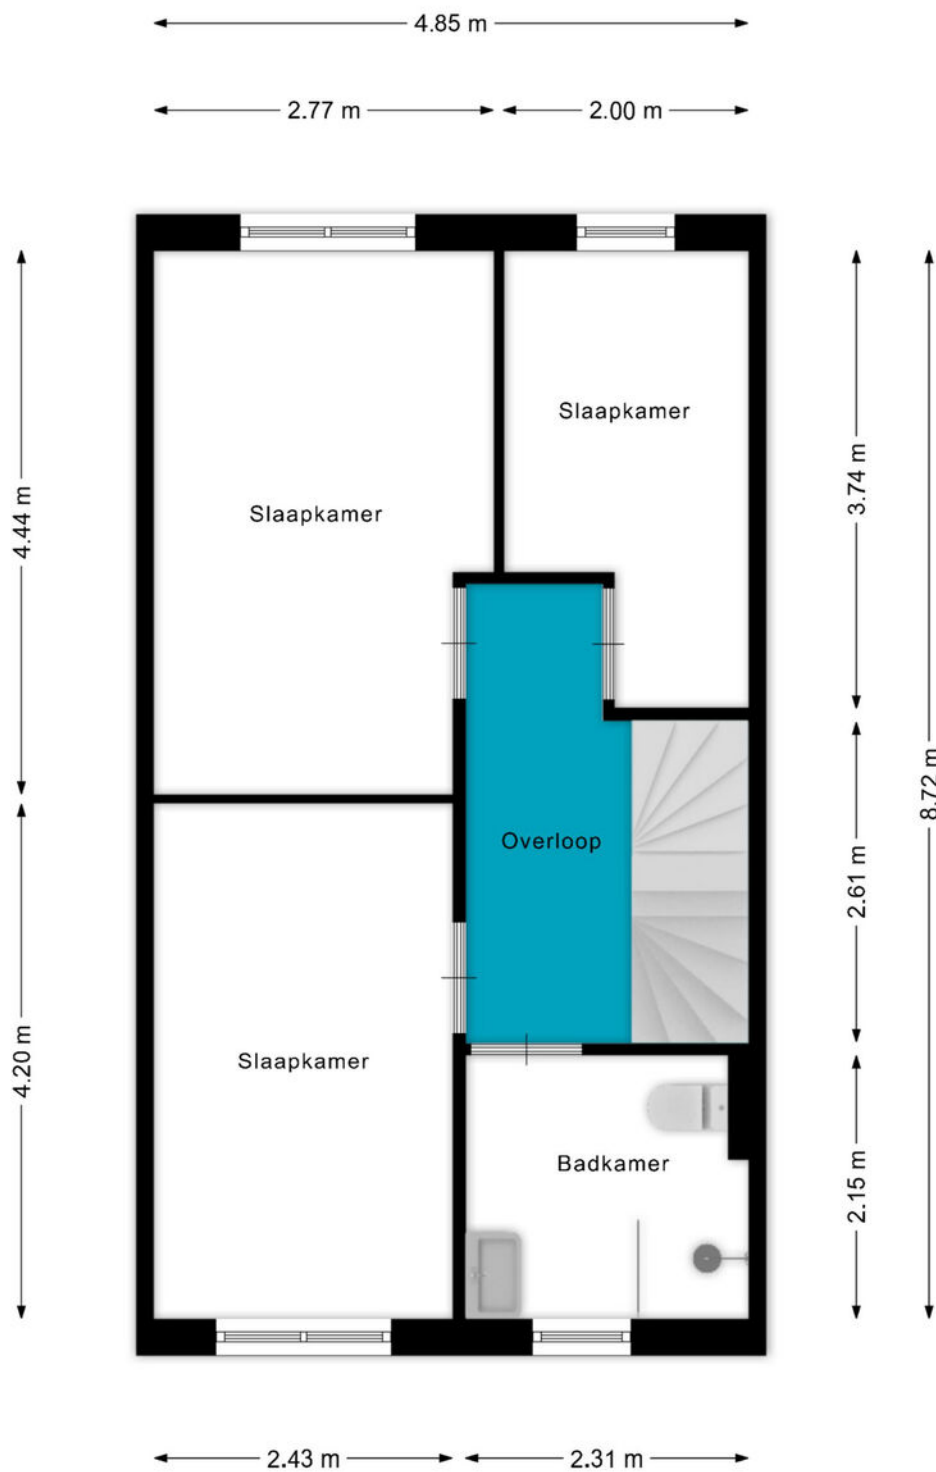 4.85 m
2.77 m
2.00 m
Slaapkamer
3.74 m
4.44 m
Slaapkamer
8.72 m
Overloop
2.61 m
4.20 m
Slaapkamer
Badkamer
2.15 m
2.43 m
2.31 m